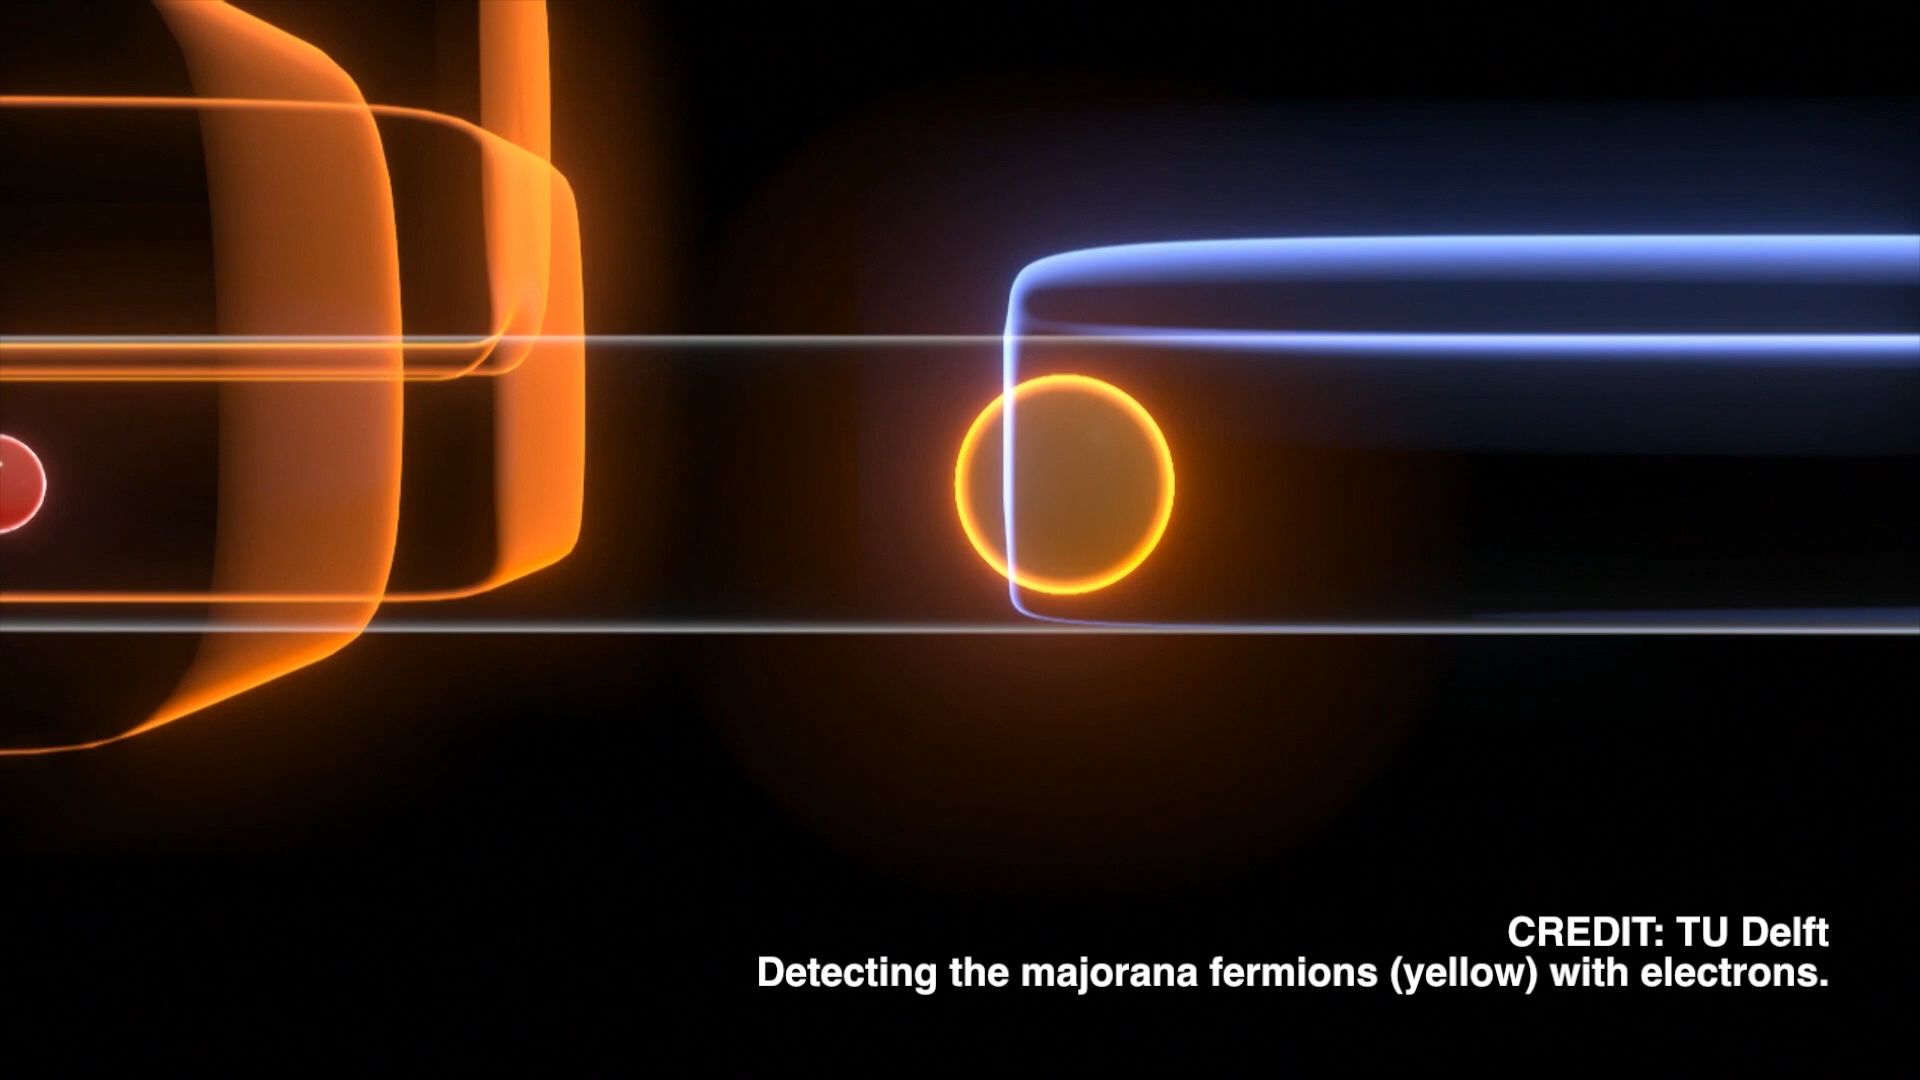 CREDIT: TU Delft
Detecting the majorana fermions (yellow) with electrons.